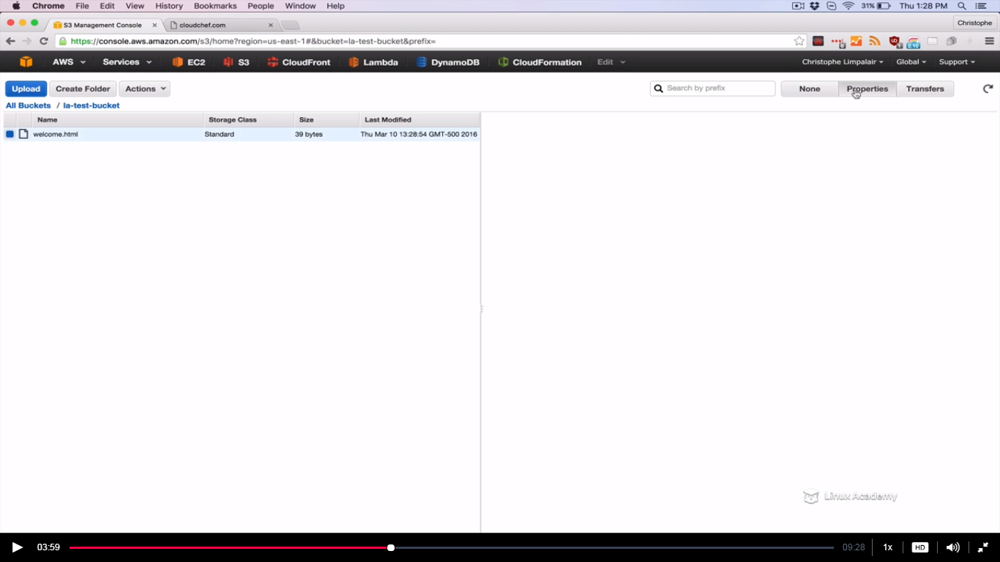 Chrome File Edit View History Bookmarks People Window Help 31% Thu 1:28 PM
S3 Management Console cloudchef.com Christophe
https://console.aws.amazon.com/s3/home?region=us-east-1#&bucket=la-test-bucket&prefix= 6 1 2.10
AWS Services EC2 S3 CloudFront Lambda DynamoDB CloudFormation Edit Christophe Limpalair Global Support
Upload Create Folder Actions Search by prefix None Properties Transfers
All Buckets / la-test-bucket
Name Storage Class Size Last Modified
welcome.html Standard 39 bytes Thu Mar 10 13:28:54 GMT-500 2016
Linux Academy
03:59 09:28 1x HD